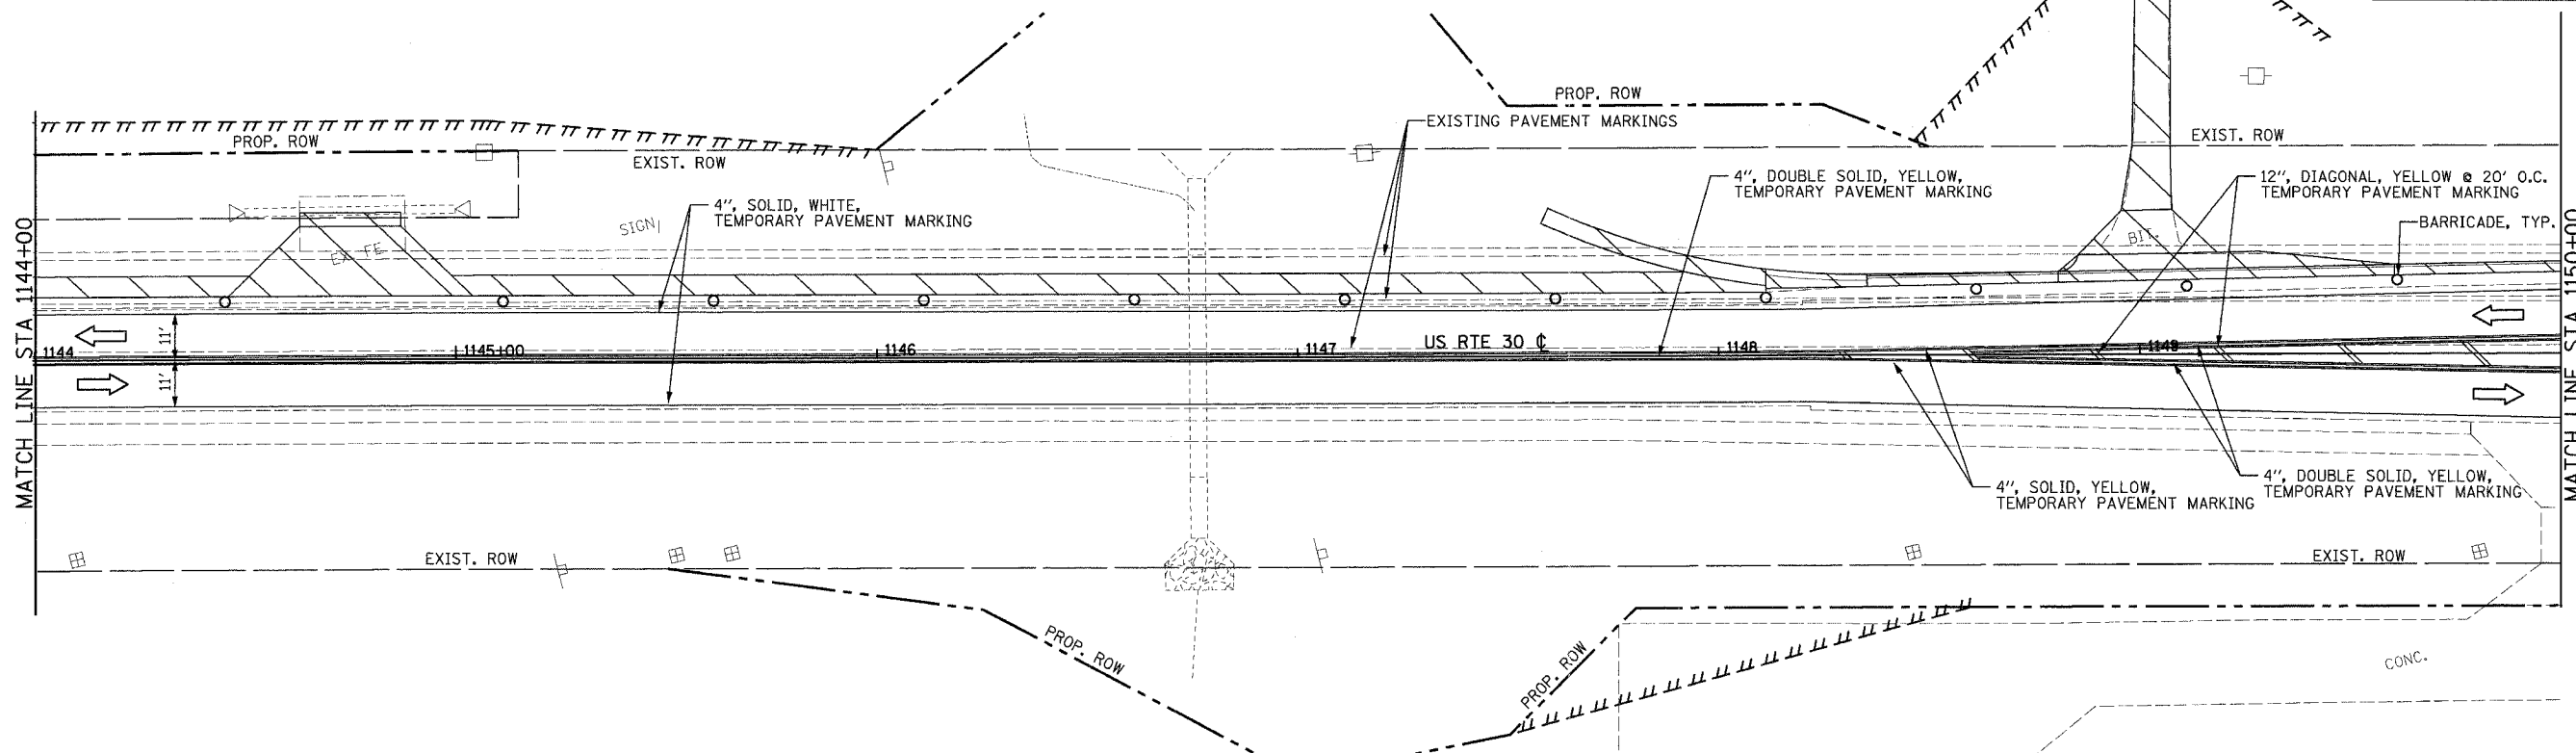 PROP. ROW
EXISTING PAVEMENT MARKINGS
PROP. ROW
EXIST. ROW
EXIST. ROW
4", DOUBLE SOLID, YELLOW,
TEMPORARY PAVEMENT MARKING
12", DIAGONAL, YELLOW @ 20' O.C.
TEMPORARY PAVEMENT MARKING
4", SOLID, WHITE,
TEMPORARY PAVEMENT MARKING
SIGN
BARRICADE, TYP.
BIT.
EX. FE
MATCH LINE STA 1144+00
MATCH LINE STA 1150+00
11'
11'
1144
1145+00
1146
1147
US RTE 30 ℄
1148
1149
4", SOLID, YELLOW,
TEMPORARY PAVEMENT MARKING
4", DOUBLE SOLID, YELLOW,
TEMPORARY PAVEMENT MARKING
EXIST. ROW
EXIST. ROW
PROP. ROW
PROP. ROW
CONC.